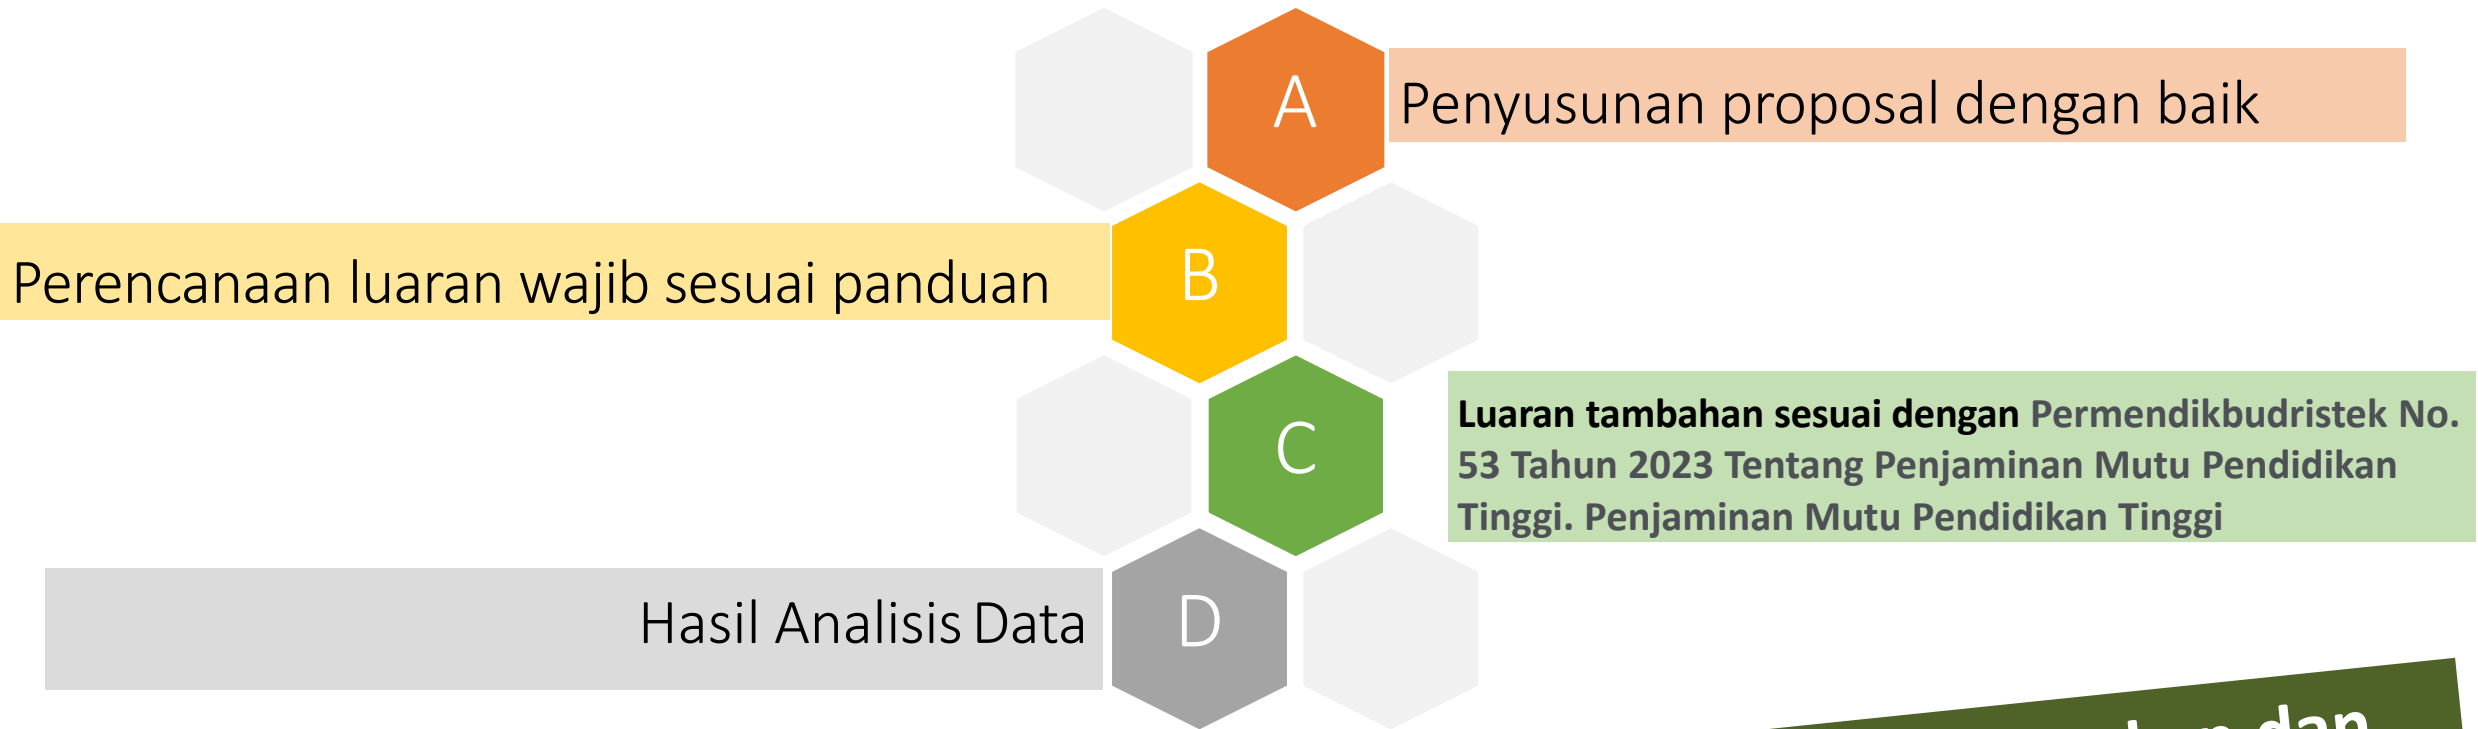 A
Penyusunan proposal dengan baik
Perencanaan luaran wajib sesuai panduan
B
C
Luaran tambahan sesuai dengan Permendikbudristek No.
53 Tahun 2023 Tentang Penjaminan Mutu Pendidikan
Tinggi. Penjaminan Mutu Pendidikan Tinggi
Hasil Analisis Data
D
dan